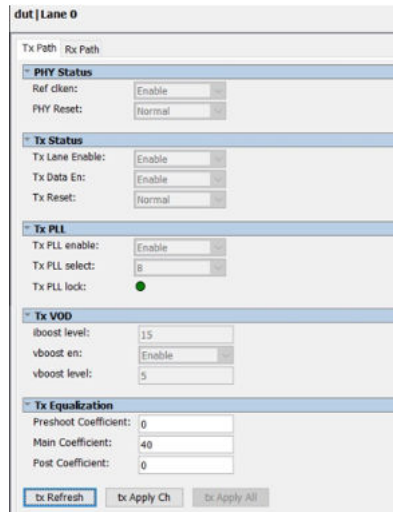 dut|Lane 0
Tx Path Rx Path
PHY Status
Ref clken: Enable
PHY Reset: Normal
Tx Status
Tx Lane Enable: Enable
Tx Data En: Enable
Tx Reset: Normal
Tx PLL
Tx PLL enable: Enable
Tx PLL select: B
Tx PLL lock:
Tx VOD
iboost level: 15
vboost en: Enable
vboost level: 5
Tx Equalization
Preshoot Coefficient: 0
Main Coefficient: 40
Post Coefficient: 0
tx Refresh tx Apply Ch tx Apply All